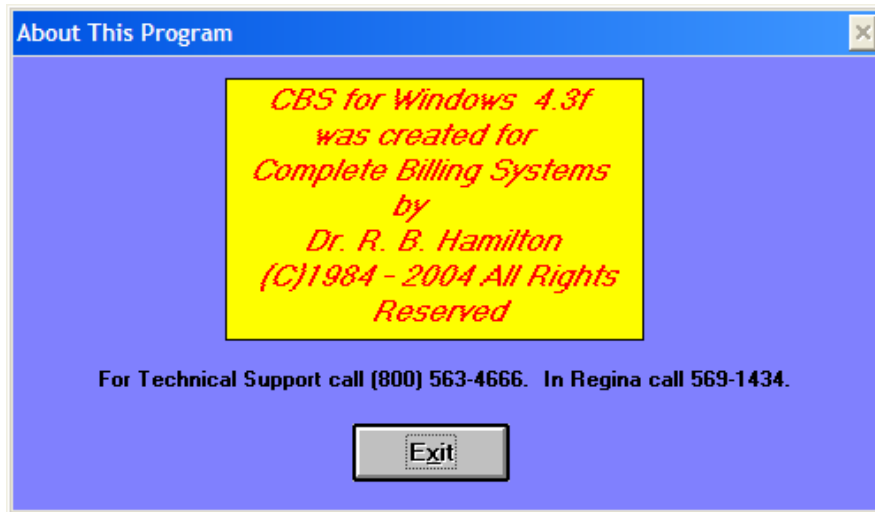 About This Program
CBS for Windows 4.3f
was created for
Complete Billing Systems
by
Dr. R. B. Hamilton
(C)1984 - 2004 All Rights
Reserved
For Technical Support call (800) 563-4666. In Regina call 569-1434.
Exit